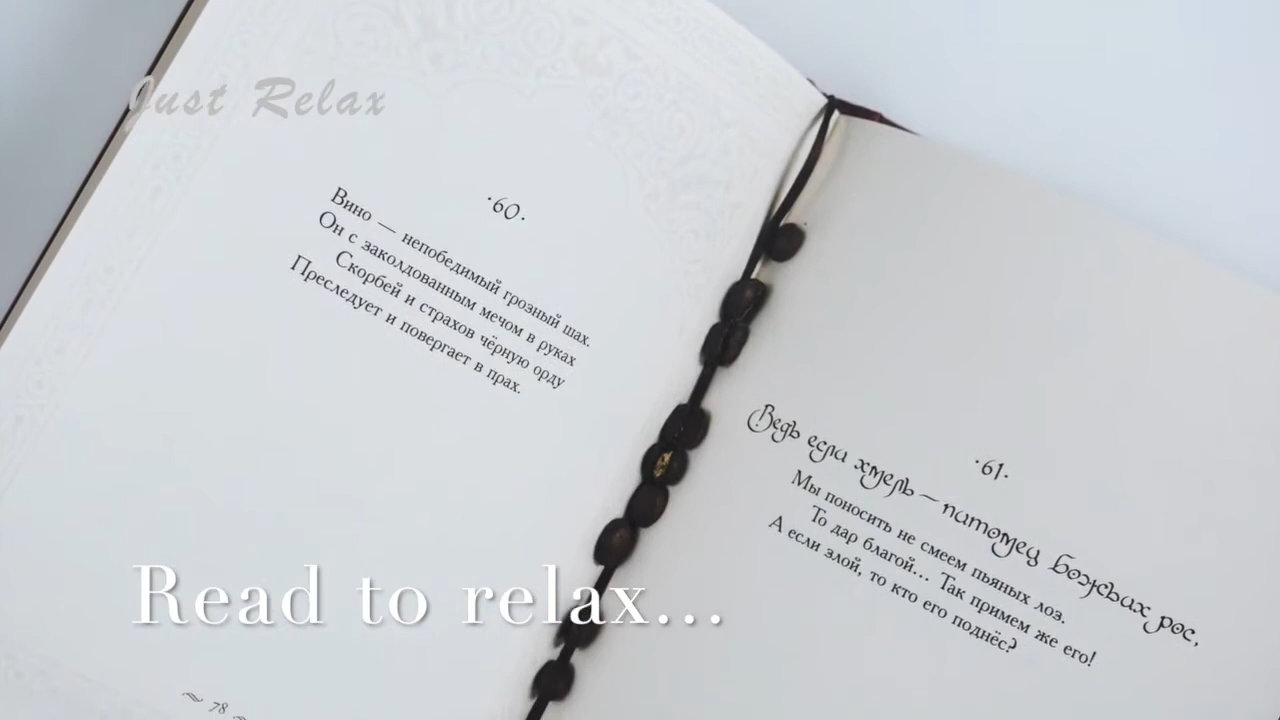 Just Relax
·60·
Вино — непобедимый грозный шах.
Он с заколдованным мечом в руках
Скорбей и страхов чёрную орду
Преследует и повергает в прах.
78
·61·
Ведь если хмель — питомец божьих рос,
Мы поносить не смеем пьяных лоз.
То дар благой... Так примем же его!
А если злой, то кто его поднёс?
Read to relax...